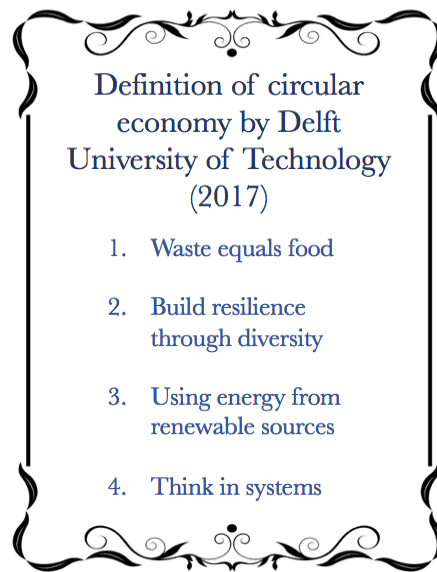 Definition of circular
economy by Delft
University of Technology
(2017)
1. Waste equals food
2. Build resilience
through diversity
3. Using energy from
renewable sources
4. Think in systems